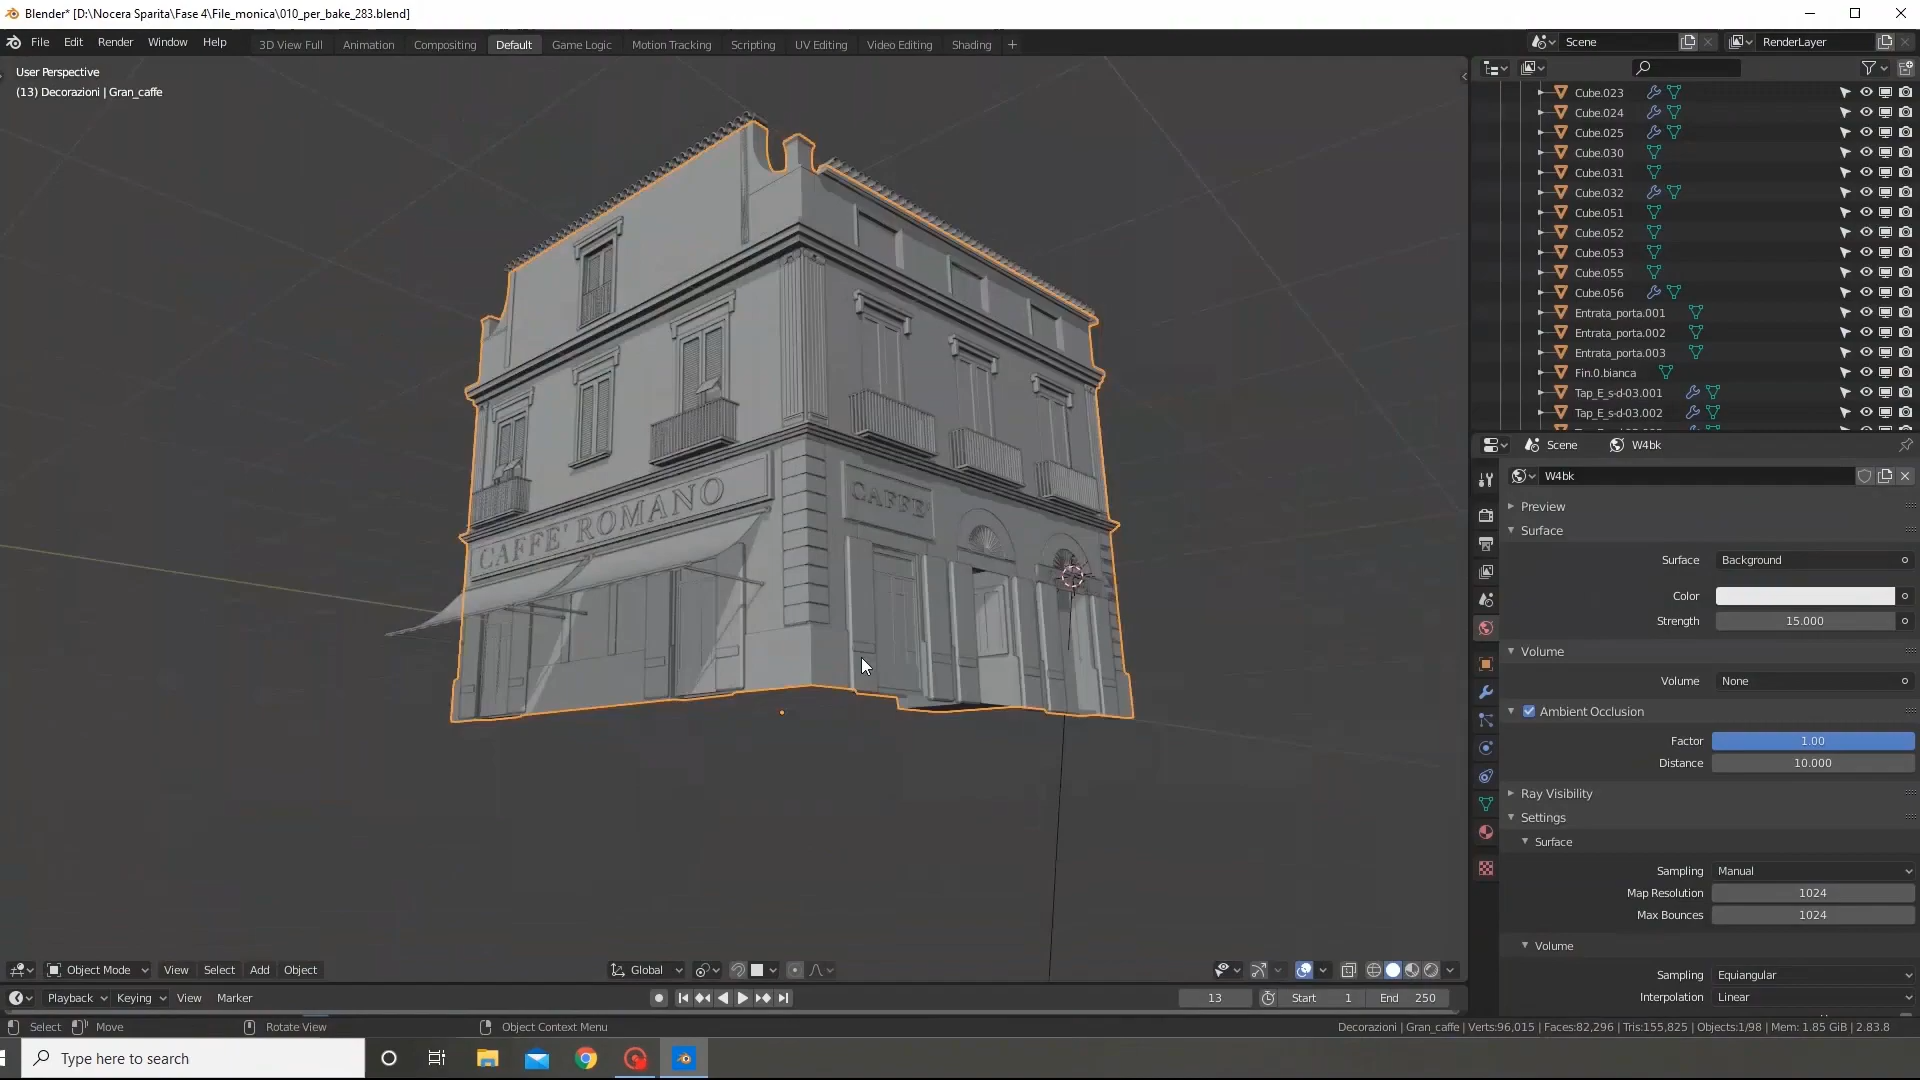 Blender* [D:\Nocera Sparita\Fase 4\File_monica\010_per_bake_283.blend]
File Edit Render Window Help 3D View Full Animation Compositing Default Game Logic Motion Tracking Scripting UV Editing Video Editing Shading + Scene RenderLayer
User Perspective
(13) Decorazioni | Gran_caffe
CAFFE' ROMANO
CAFFE'
Cube.023
Cube.024
Cube.025
Cube.030
Cube.031
Cube.032
Cube.051
Cube.052
Cube.053
Cube.055
Cube.056
Entrata_porta.001
Entrata_porta.002
Entrata_porta.003
Fin.0.bianca
Tap_E_s-d-03.001
Tap_E_s-d-03.002
Scene W4bk
W4bk
Preview
Surface
Surface Background
Color
Strength 15.000
Volume
Volume None
Ambient Occlusion
Factor 1.00
Distance 10.000
Ray Visibility
Settings
Surface
Sampling Manual
Map Resolution 1024
Max Bounces 1024
Volume
Sampling Equiangular
Interpolation Linear
Object Mode View Select Add Object Global
Playback Keying View Marker 13 Start 1 End 250
Select Move Rotate View Object Context Menu Decorazioni | Gran_caffe | Verts:96,015 | Faces:82,296 | Tris:155,825 | Objects:1/98 | Mem: 1.85 GiB | 2.83.8
Type here to search